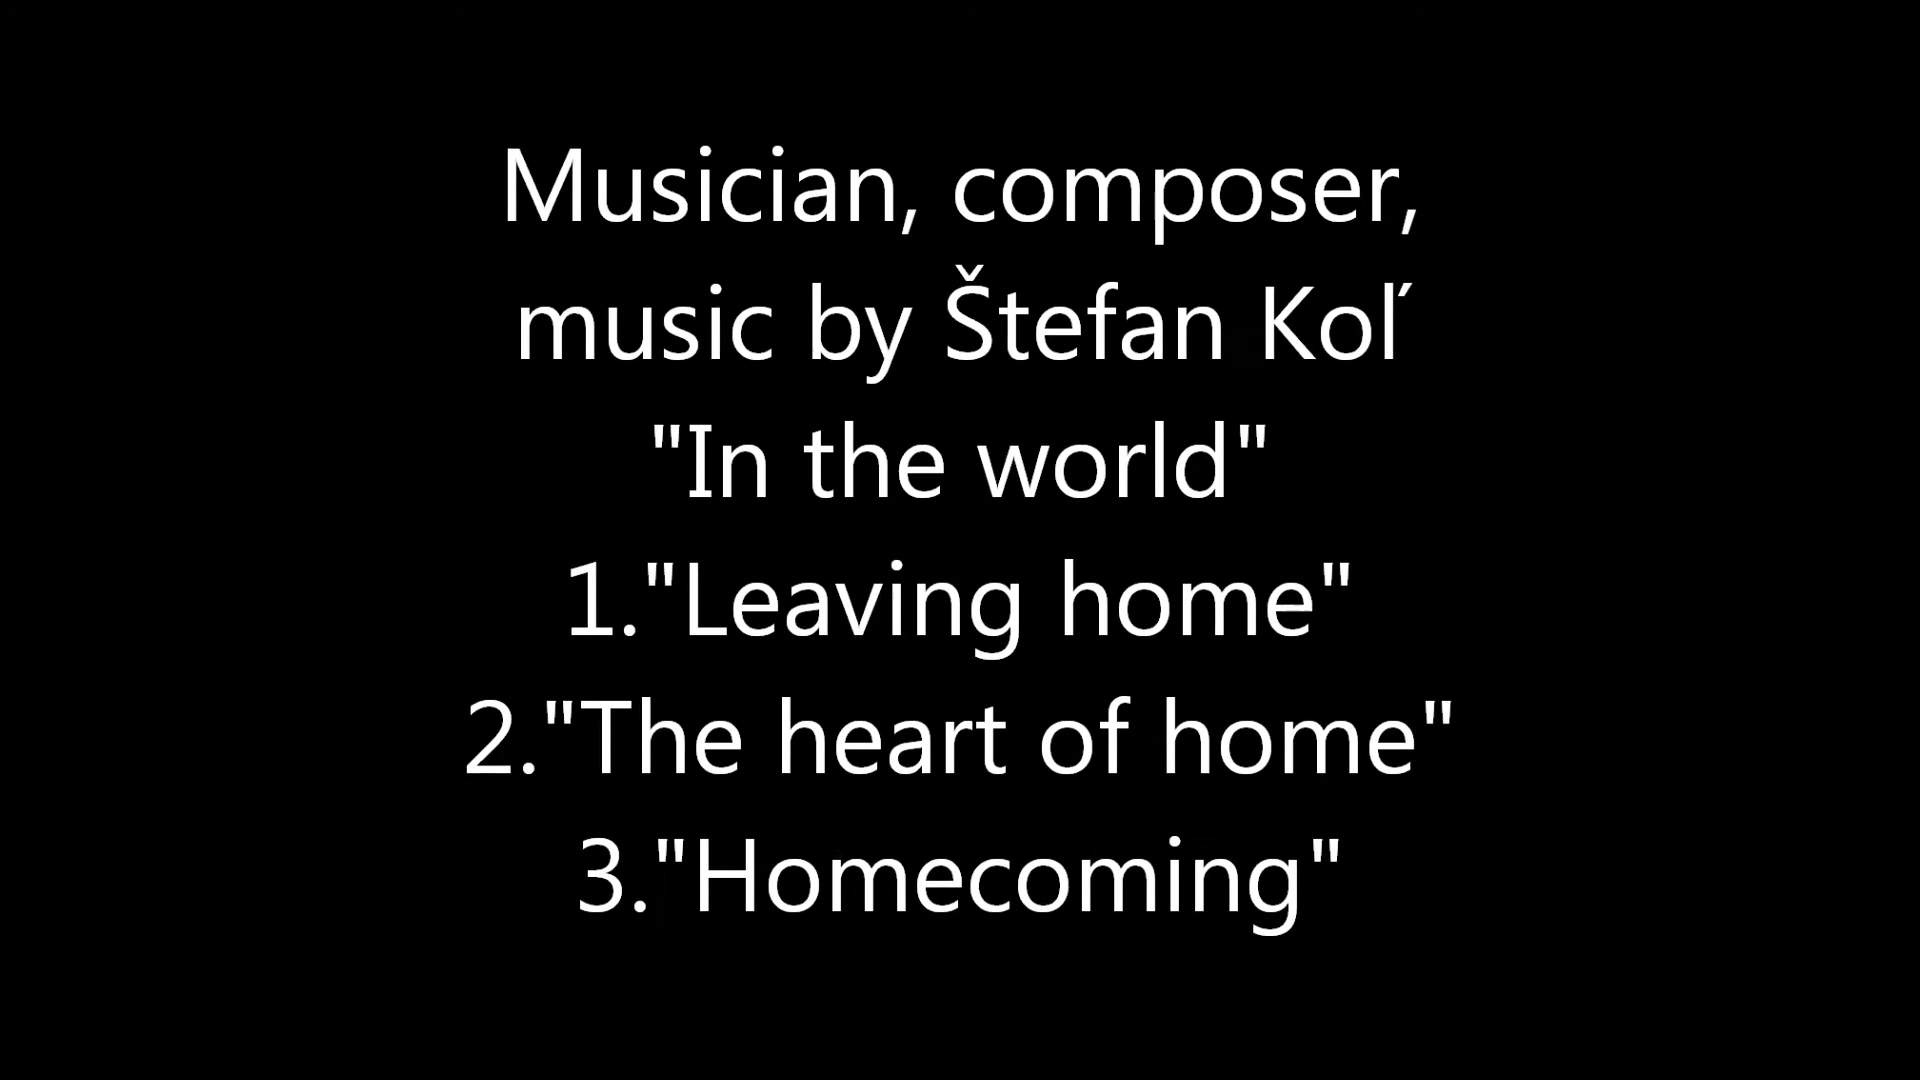 Musician, composer,
music by Štefan Koľ
"In the world"
1."Leaving home"
2."The heart of home"
3."Homecoming"